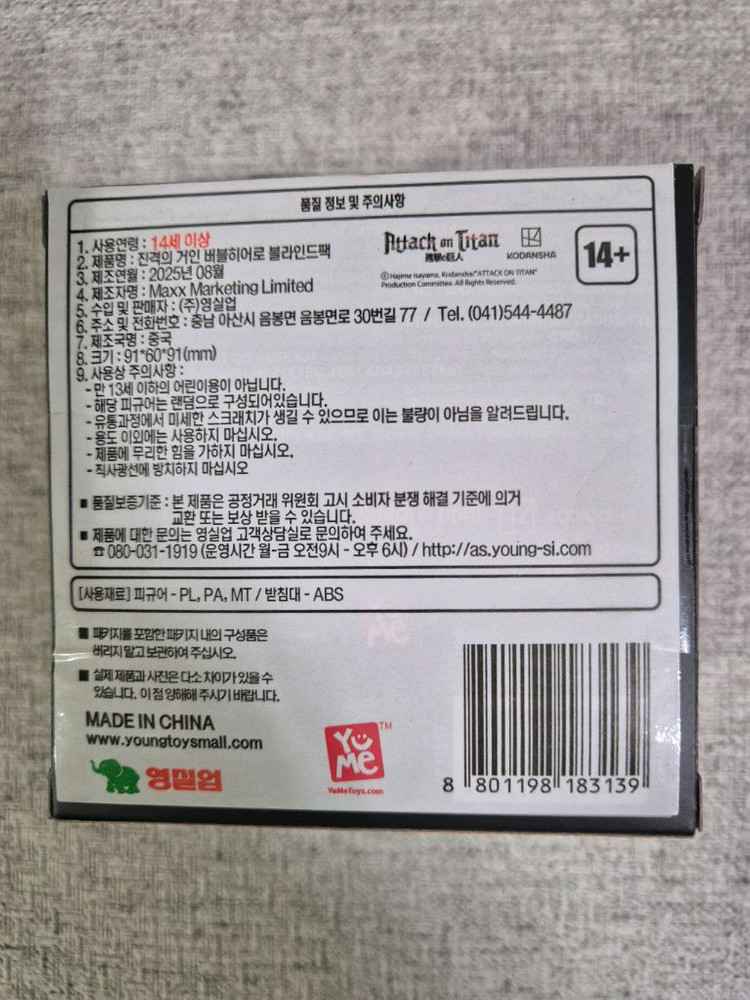 품질 정보 및 주의사항
1. 사용연령 : 14세 이상
2. 제품명 : 진격의 거인 버블히어로 블라인드팩
3. 제조연월 : 2025년 08월
4. 제조자명 : Maxx Marketing Limited
5. 수입 및 판매자 : (주)영실업
6. 주소 및 전화번호 : 충남 아산시 음봉면 음봉면로 30번길 77 / Tel. (041)544-4487
7. 제조국명 : 중국
8. 크기 : 91*60*91(mm)
9. 사용상 주의사항 :
- 만 13세 이하의 어린이용이 아닙니다.
- 해당 피규어는 랜덤으로 구성되어있습니다.
- 유통과정에서 미세한 스크래치가 생길 수 있으므로 이는 불량이 아님을 알려드립니다.
- 용도 이외에는 사용하지 마십시오.
- 제품에 무리한 힘을 가하지 마십시오.
- 직사광선에 방치하지 마십시오
Attack on Titan
進撃の巨人
KODANSHA
14+
©Hajime Isayama, Kodansha/"ATTACK ON TITAN"
Production Committee. All Rights Reserved.
■ 품질보증기준 : 본 제품은 공정거래 위원회 고시 소비자 분쟁 해결 기준에 의거
교환 또는 보상 받을 수 있습니다.
■ 제품에 대한 문의는 영실업 고객상담실로 문의하여 주세요.
☎ 080-031-1919 (운영시간 월-금 오전9시 - 오후 6시) / http://as.young-si.com
[사용재료] 피규어 - PL, PA, MT / 받침대 - ABS
■ 패키지를 포함한 패키지 내의 구성품은
버리지 말고 보관하여 주십시오.
■ 실제 제품과 사진은 다소 차이가 있을 수
있습니다. 이 점 양해해 주시기 바랍니다.
MADE IN CHINA
www.youngtoysmall.com
영실업
YuMe TM
YuMeToys.com
8 801198 183139